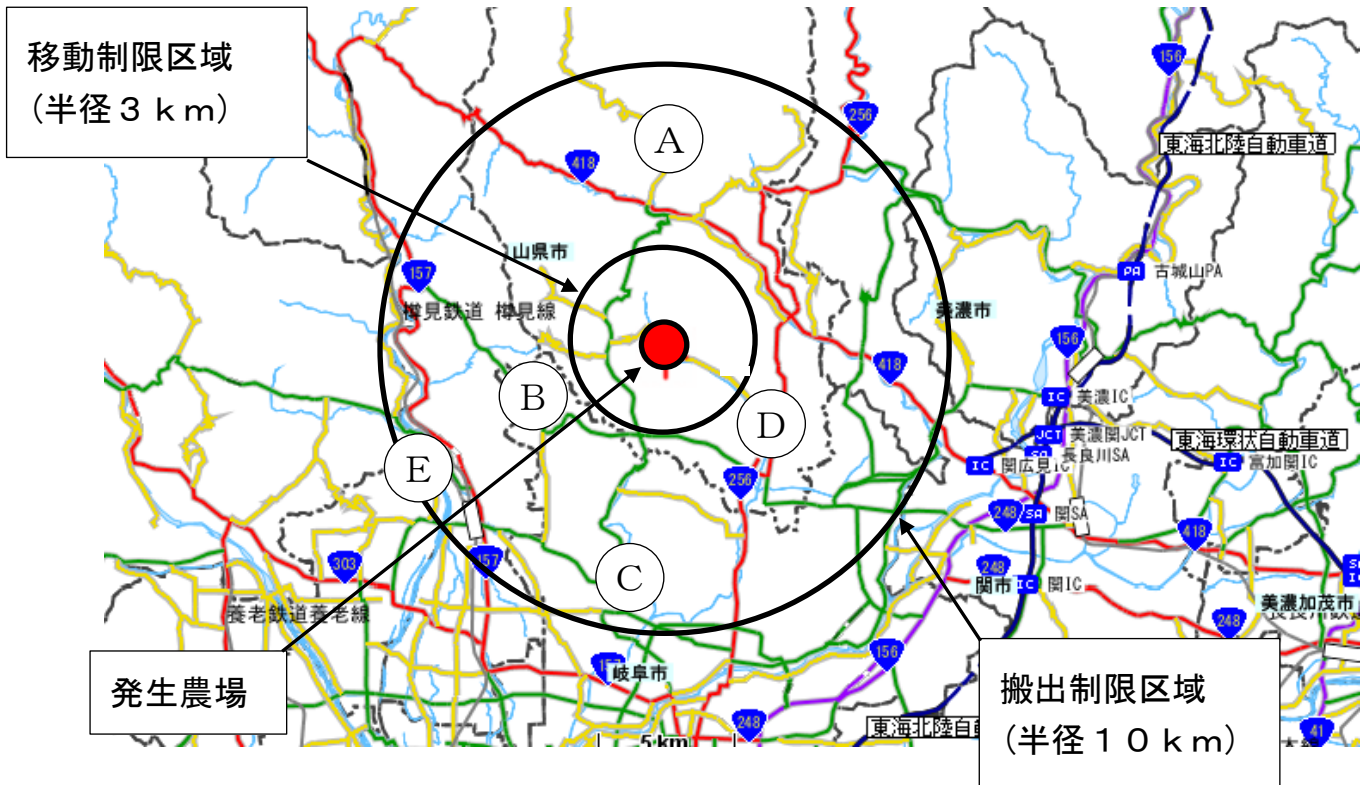 移動制限区域
(半径３ｋｍ)
156
256
東海北陸自動車道
A
418
山県市
PA
古城山PA
157
樽見鉄道 樽見線
美濃市
156
418
B
IC
美濃IC
D
JCT
美濃関JCT
東海環状自動車道
長良川SA
IC
関広見IC
IC
富加関IC
E
256
248
SA
関SA
418
303
157
C
248
関市
IC
関IC
美濃加茂市
養老鉄道養老線
248
発生農場
岐阜市
156
搬出制限区域
(半径１０ｋｍ)
248
東海北陸自動
5 km
41